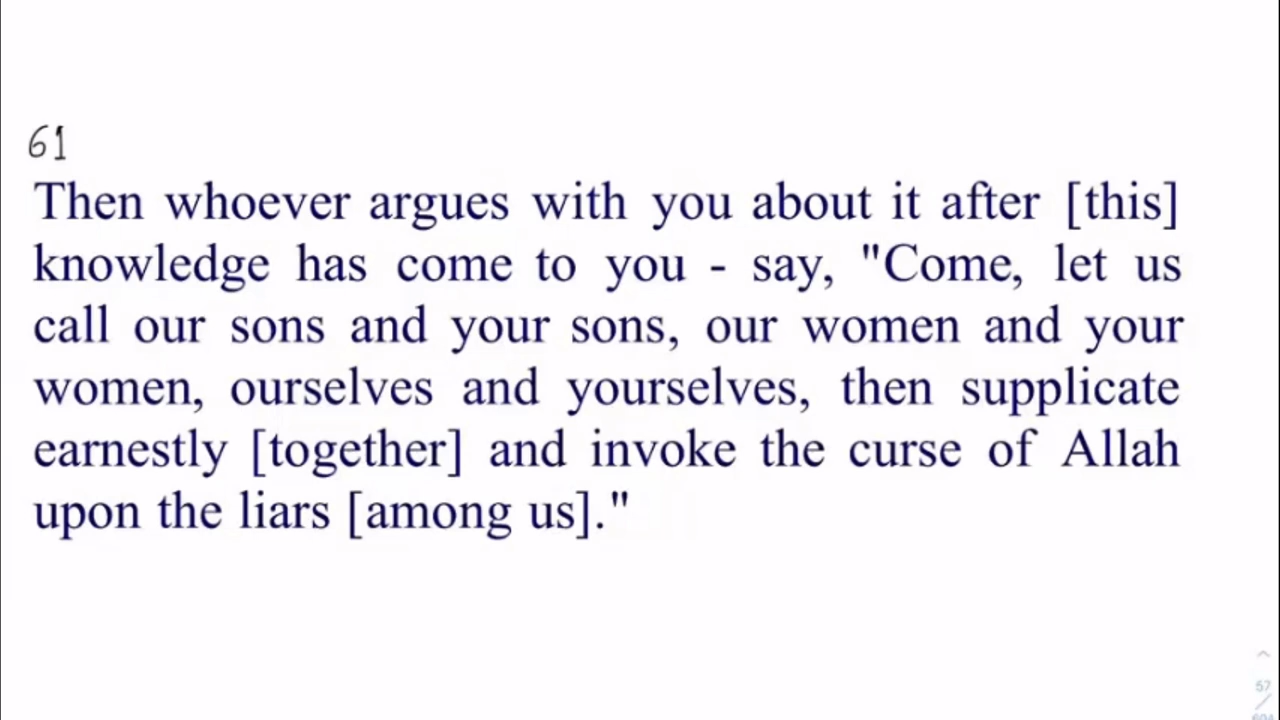 61
Then whoever argues with you about it after [this]
knowledge has come to you - say, "Come, let us
call our sons and your sons, our women and your
women, ourselves and yourselves, then supplicate
earnestly [together] and invoke the curse of Allah
upon the liars [among us]."
57